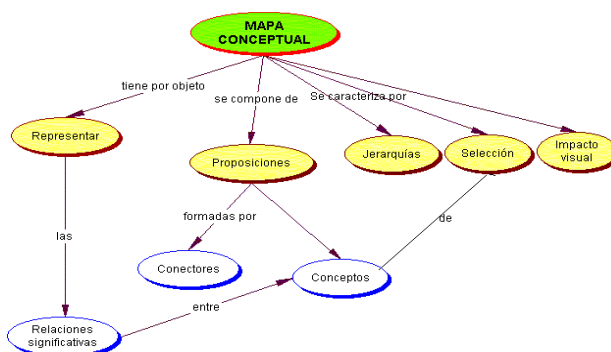 MAPA
CONCEPTUAL
tiene por objeto
se compone de
Se caracteriza por
Representar
Proposiciones
Jerarquías
Selección
Impacto
visual
formadas por
las
de
Conectores
Conceptos
entre
Relaciones
significativas